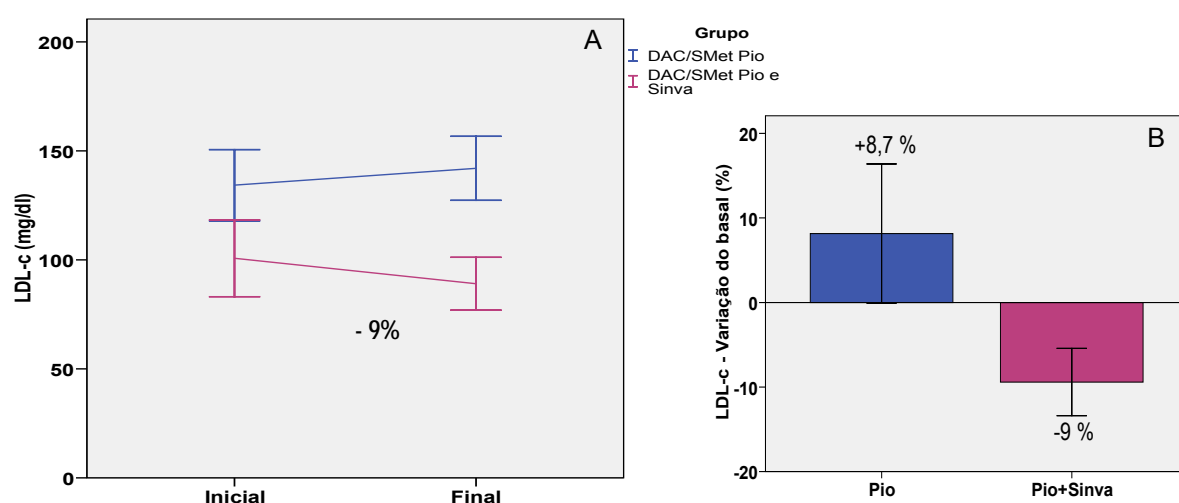 A
200
150
100
50
0
LDL-c (mg/dl)
- 9%
Inicial
Final
Grupo
DAC/SMet Pio
DAC/SMet Pio e
Sinva
B
20
10
0
-10
-20
LDL-c - Variação do basal (%)
+8,7 %
-9 %
Pio
Pio+Sinva